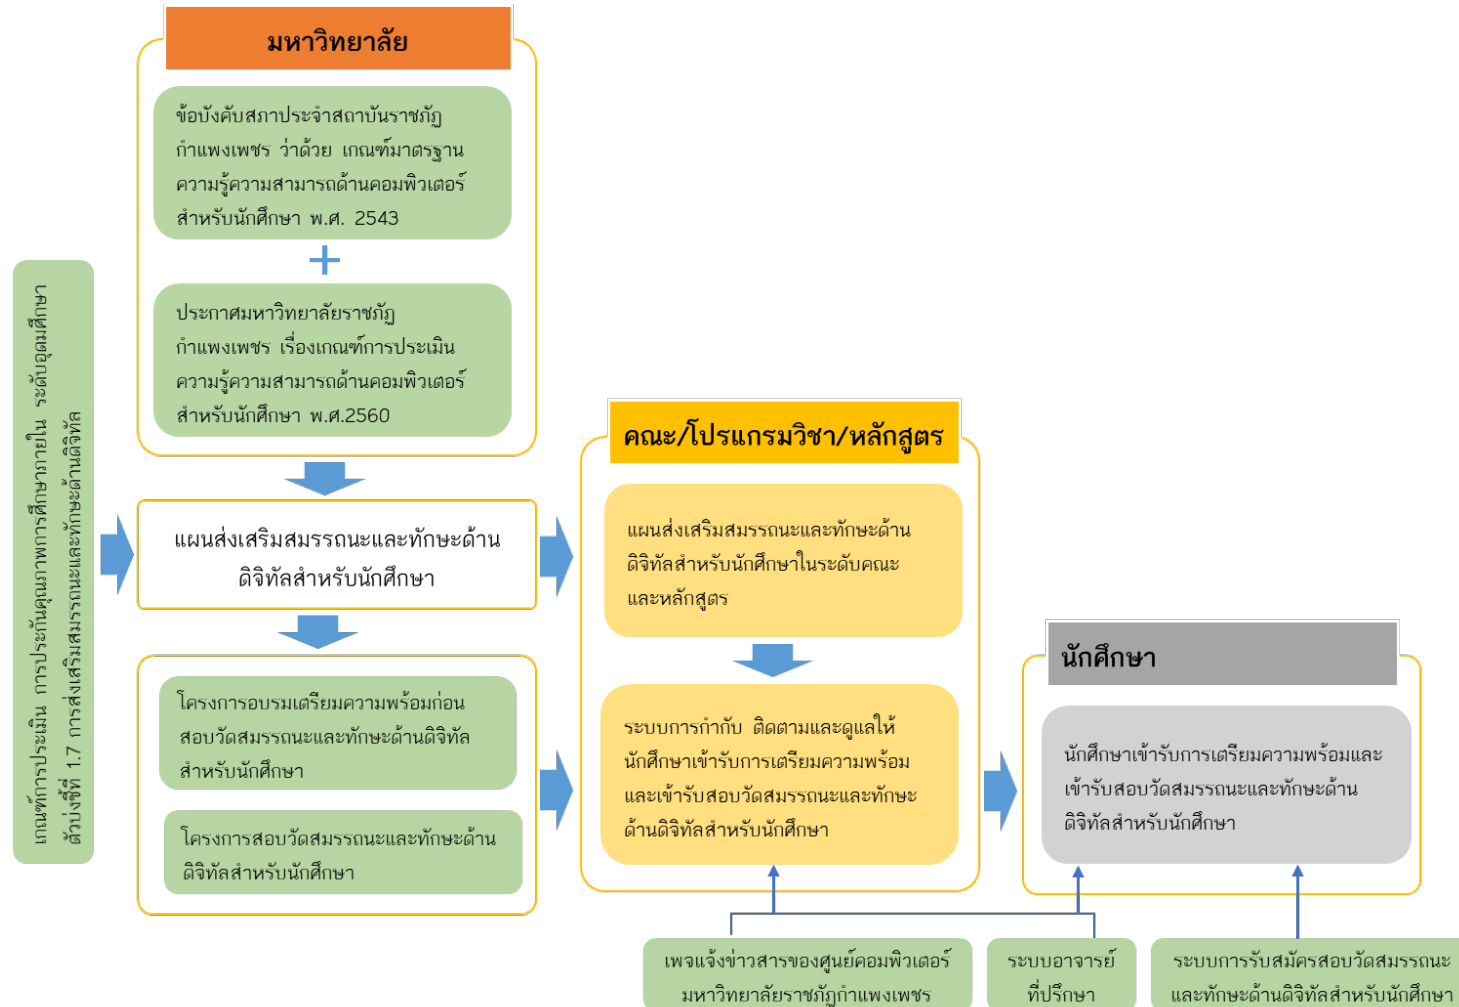 มหาวิทยาลัย
ข้อบังคับสภาประจำสถาบันราชภัฏ
กำแพงเพชร ว่าด้วย เกณฑ์มาตรฐาน
ความรู้ความสามารถด้านคอมพิวเตอร์
สำหรับนักศึกษา พ.ศ. 2543
+
ประกาศมหาวิทยาลัยราชภัฏ
กำแพงเพชร เรื่องเกณฑ์การประเมิน
ความรู้ความสามารถด้านคอมพิวเตอร์
สำหรับนักศึกษา พ.ศ.2560
เกณฑ์การประเมิน การประกันคุณภาพการศึกษาภายใน ระดับอุดมศึกษา
ตัวบ่งชี้ที่ 1.7 การส่งเสริมสมรรถนะและทักษะด้านดิจิทัล
แผนส่งเสริมสมรรถนะและทักษะด้าน
ดิจิทัลสำหรับนักศึกษา
โครงการอบรมเตรียมความพร้อมก่อน
สอบวัดสมรรถนะและทักษะด้านดิจิทัล
สำหรับนักศึกษา
โครงการสอบวัดสมรรถนะและทักษะด้าน
ดิจิทัลสำหรับนักศึกษา
คณะ/โปรแกรมวิชา/หลักสูตร
แผนส่งเสริมสมรรถนะและทักษะด้าน
ดิจิทัลสำหรับนักศึกษาในระดับคณะ
และหลักสูตร
ระบบการกำกับ ติดตามและดูแลให้
นักศึกษาเข้ารับการเตรียมความพร้อม
และเข้ารับสอบวัดสมรรถนะและทักษะ
ด้านดิจิทัลสำหรับนักศึกษา
นักศึกษา
นักศึกษาเข้ารับการเตรียมความพร้อมและ
เข้ารับสอบวัดสมรรถนะและทักษะด้าน
ดิจิทัลสำหรับนักศึกษา
เพจแจ้งข่าวสารของศูนย์คอมพิวเตอร์
มหาวิทยาลัยราชภัฏกำแพงเพชร
ระบบอาจารย์
ที่ปรึกษา
ระบบการรับสมัครสอบวัดสมรรถนะ
และทักษะด้านดิจิทัลสำหรับนักศึกษา